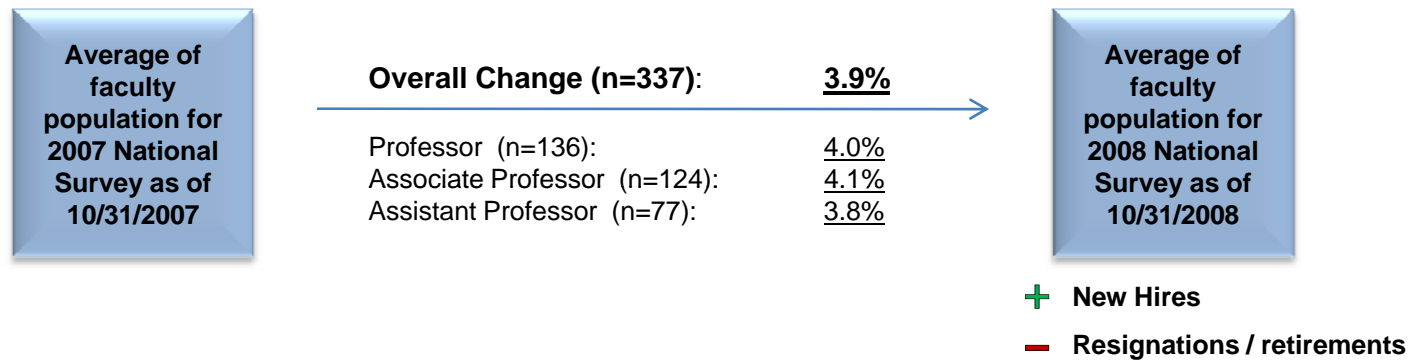 Average of
faculty
population for
2007 National
Survey as of
10/31/2007
Overall Change (n=337): 3.9%
Professor (n=136): 4.0%
Associate Professor (n=124): 4.1%
Assistant Professor (n=77): 3.8%
Average of
faculty
population for
2008 National
Survey as of
10/31/2008
New Hires
Resignations / retirements